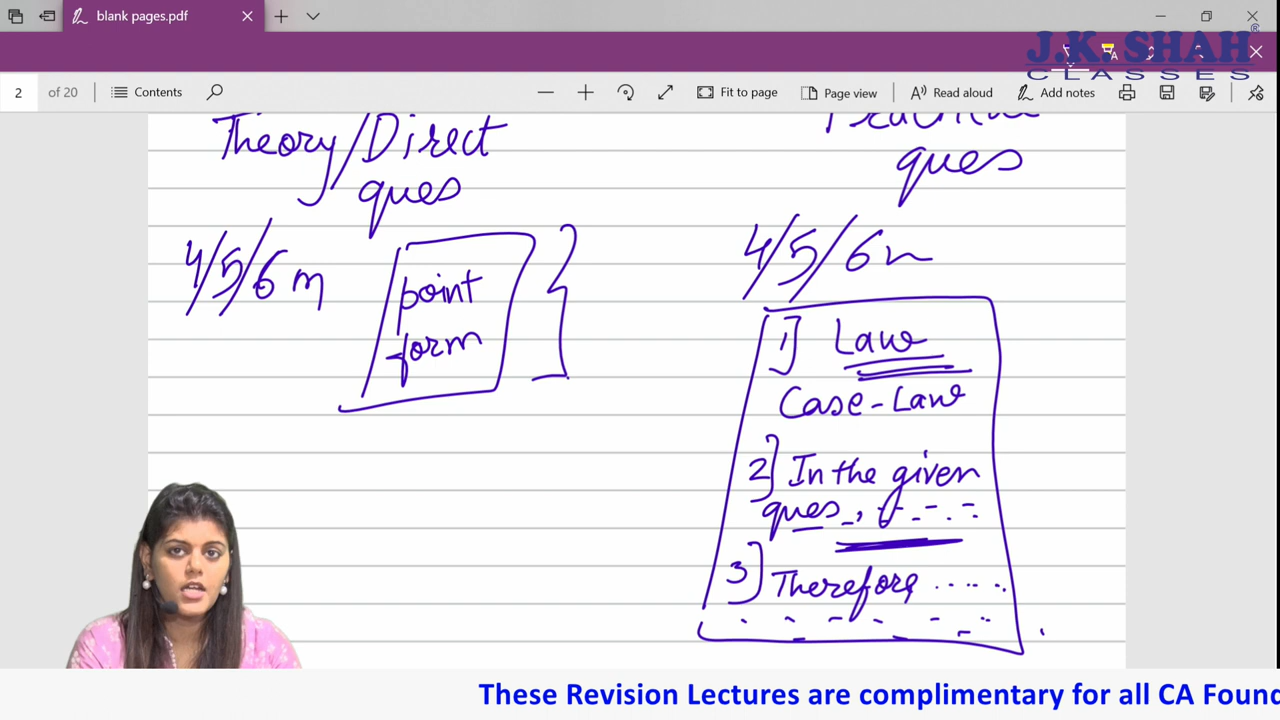 blank pages.pdf
J.K. SHAH®
CLASSES
2 of 20
Contents
Fit to page
Page view
Read aloud
Add notes
Theory/Direct
ques
4/5/6 m
point
form
ques
4/5/6 m
1] Law
Case-Law
2] In the given
ques
3] Therefore .....
These Revision Lectures are complimentary for all CA Found